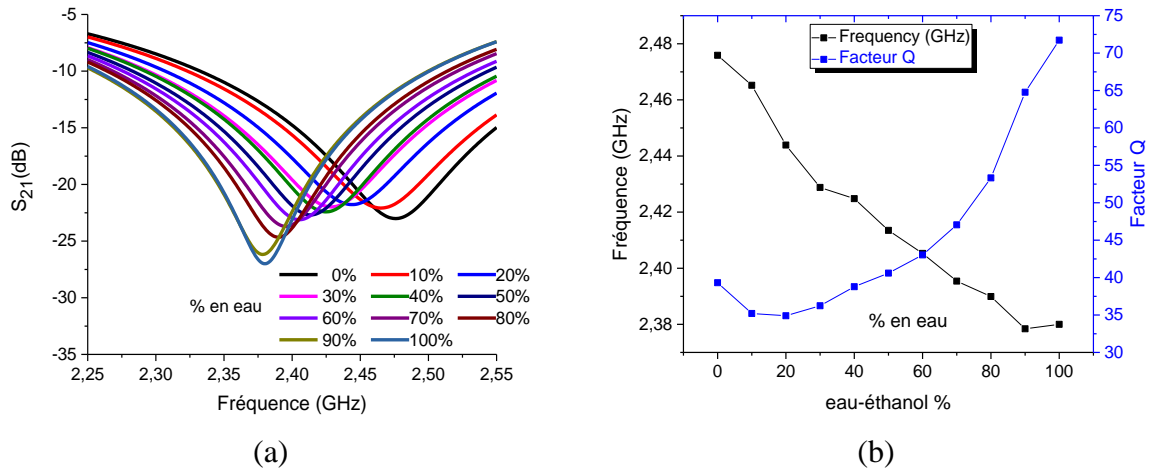 -5
-10
-15
-20
-25
-30
-35
S21(dB)
2,25 2,30 2,35 2,40 2,45 2,50 2,55
Fréquence (GHz)
% en eau
0% 10% 20%
30% 40% 50%
60% 70% 80%
90% 100%
(a)
2,48
2,46
2,44
2,42
2,40
2,38
Fréquence (GHz)
Frequency (GHz)
Facteur Q
% en eau
0 20 40 60 80 100
eau-éthanol %
75
70
65
60
55
50
45
40
35
30
Facteur Q
(b)